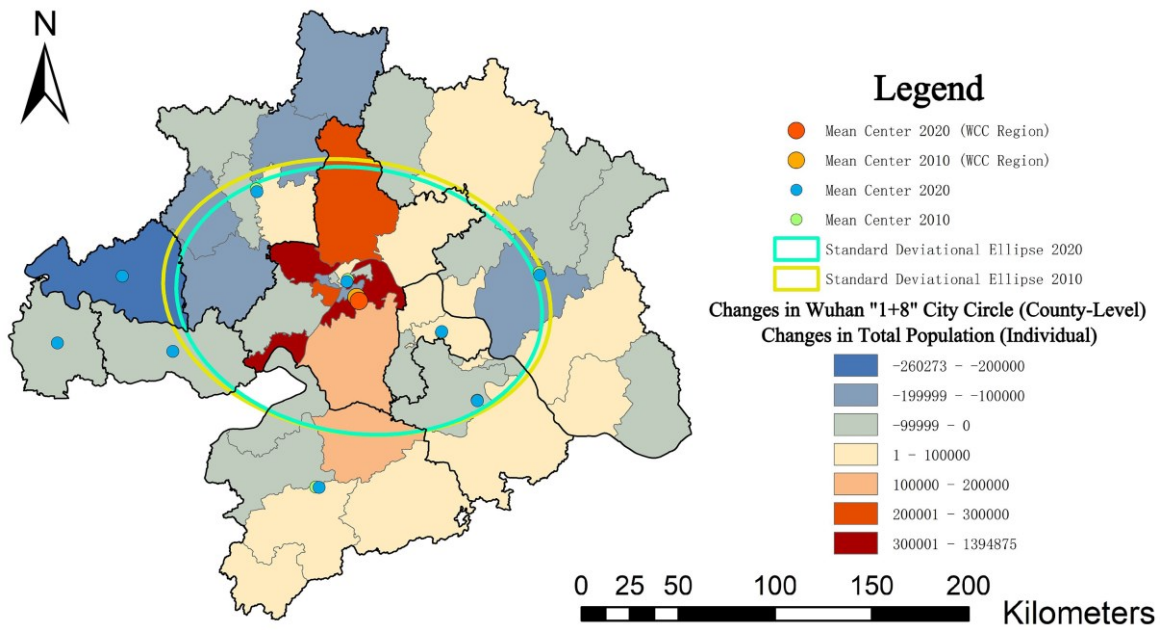 N
Legend
Mean Center 2020 (WCC Region)
Mean Center 2010 (WCC Region)
Mean Center 2020
Mean Center 2010
Standard Deviational Ellipse 2020
Standard Deviational Ellipse 2010
Changes in Wuhan "1+8" City Circle (County-Level)
Changes in Total Population (Individual)
-260273 - -200000
-199999 - -100000
-99999 - 0
1 - 100000
100000 - 200000
200001 - 300000
300001 - 1394875
0 25 50 100 150 200
Kilometers